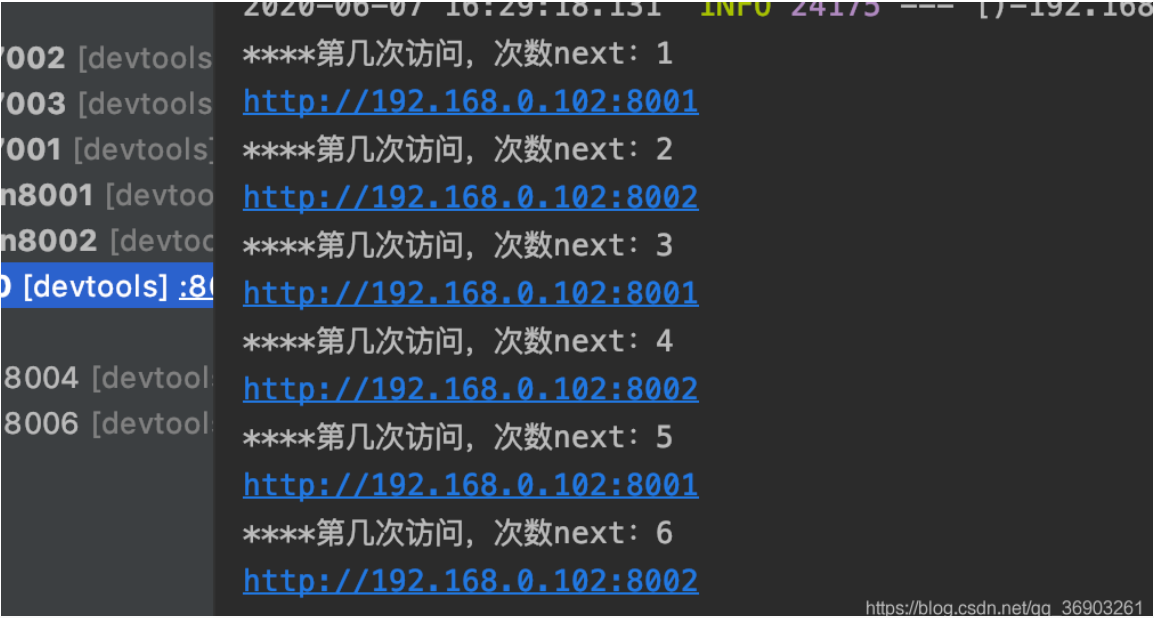 2020-06-07 16:29:18.131 INFO 24175 --- [)-192.168
7002 [devtools
****第几次访问，次数next：1
7003 [devtools
http://192.168.0.102:8001
7001 [devtools]
****第几次访问，次数next：2
n8001 [devtoo
http://192.168.0.102:8002
n8002 [devtoo
****第几次访问，次数next：3
0 [devtools] :80
http://192.168.0.102:8001
****第几次访问，次数next：4
8004 [devtools
http://192.168.0.102:8002
8006 [devtools
****第几次访问，次数next：5
http://192.168.0.102:8001
****第几次访问，次数next：6
http://192.168.0.102:8002
https://blog.csdn.net/qq_36903261